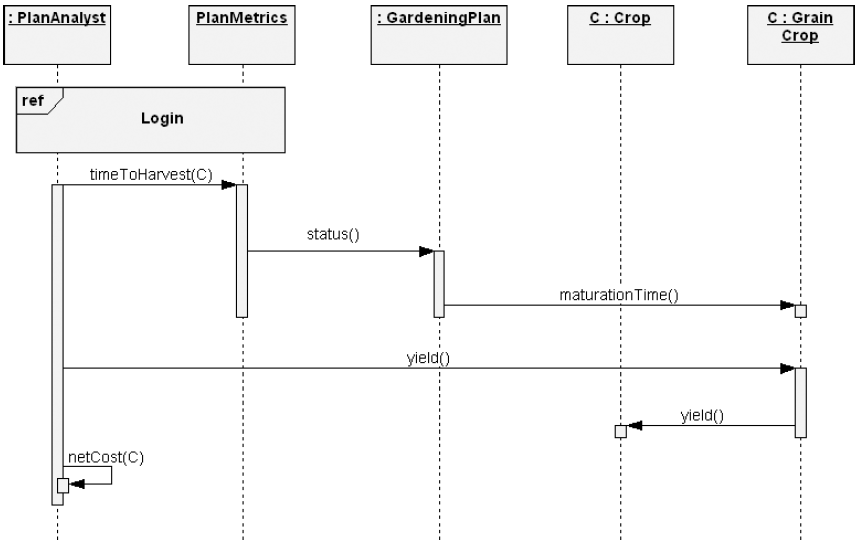 : PlanAnalyst
PlanMetrics
: GardeningPlan
C : Crop
C : Grain
Crop
ref
Login
timeToHarvest(C)
status()
maturationTime()
yield()
yield()
netCost(C)